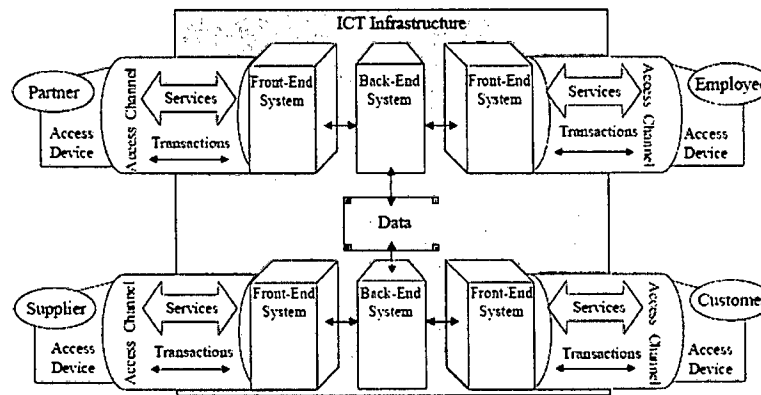 ICT Infrastructure
Partner
Access
Device
Access Channel
Services
Transactions
Front-End
System
Back-End
System
Front-End
System
Services
Transactions
Access Channel
Employee
Access
Device
Data
Supplier
Access
Device
Access Channel
Services
Transactions
Front-End
System
Back-End
System
Front-End
System
Services
Transactions
Access Channel
Custome
Access
Device